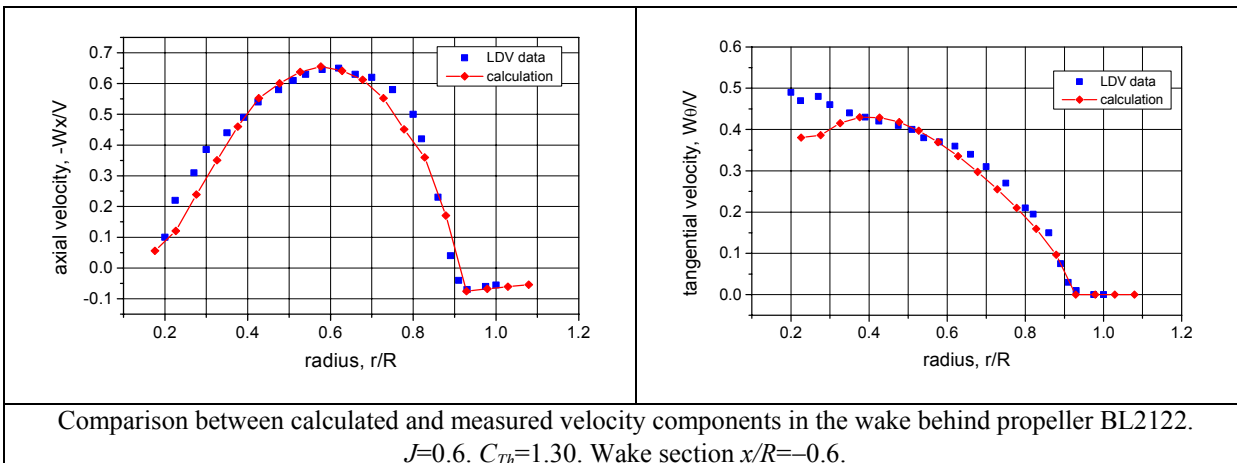 0.7
0.6
0.5
0.4
0.3
0.2
0.1
0.0
-0.1
axial velocity, -Wx/V
LDV data
calculation
0.2 0.4 0.6 0.8 1.0 1.2
radius, r/R
0.6
0.5
0.4
0.3
0.2
0.1
0.0
tangential velocity, Wθ/V
LDV data
calculation
0.2 0.4 0.6 0.8 1.0 1.2
radius, r/R
Comparison between calculated and measured velocity components in the wake behind propeller BL2122.
J=0.6. C_Th=1.30. Wake section x/R=−0.6.